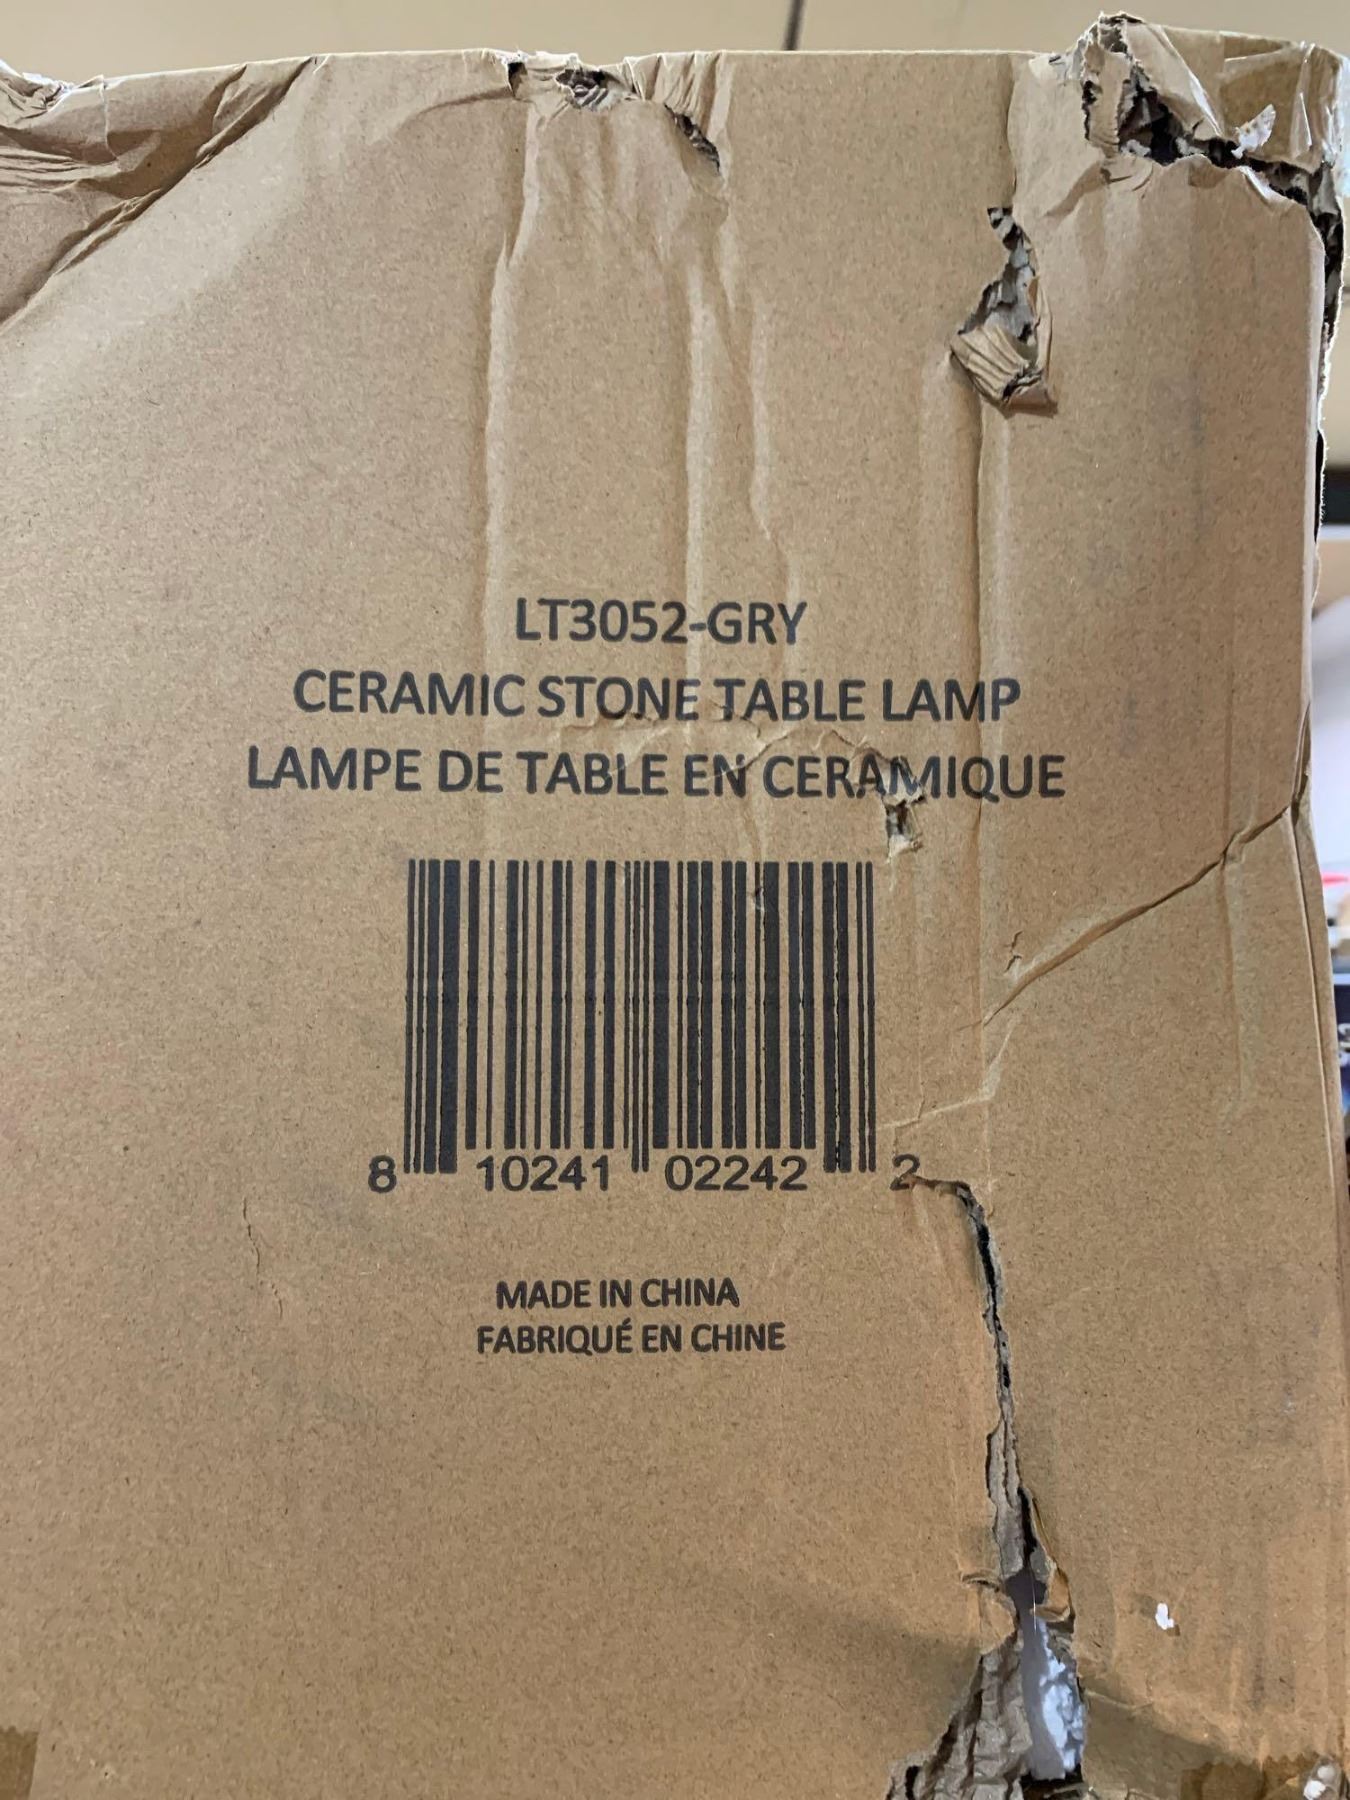 LT3052-GRY
CERAMIC STONE TABLE LAMP
LAMPE DE TABLE EN CERAMIQUE
8 10241 02242 2
MADE IN CHINA
FABRIQUÉ EN CHINE